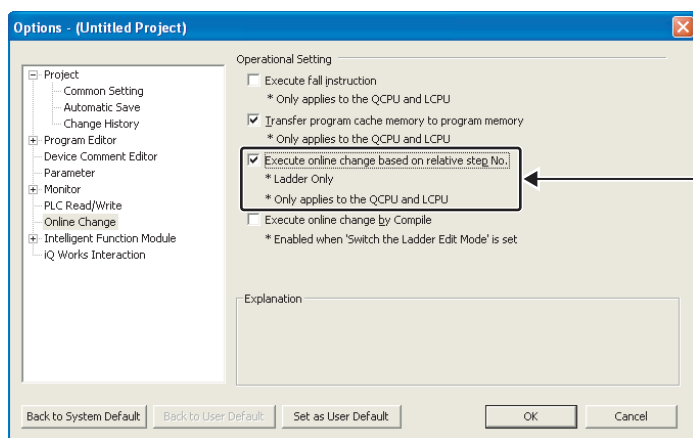 Options - (Untitled Project)
Project
Common Setting
Automatic Save
Change History
Program Editor
Device Comment Editor
Parameter
Monitor
PLC Read/Write
Online Change
Intelligent Function Module
iQ Works Interaction
Operational Setting
Execute fall instruction
* Only applies to the QCPU and LCPU
Transfer program cache memory to program memory
* Only applies to the QCPU and LCPU
Execute online change based on relative step No.
* Ladder Only
* Only applies to the QCPU and LCPU
Execute online change by Compile
* Enabled when 'Switch the Ladder Edit Mode' is set
Explanation
Back to System Default
Back to User Default
Set as User Default
OK
Cancel